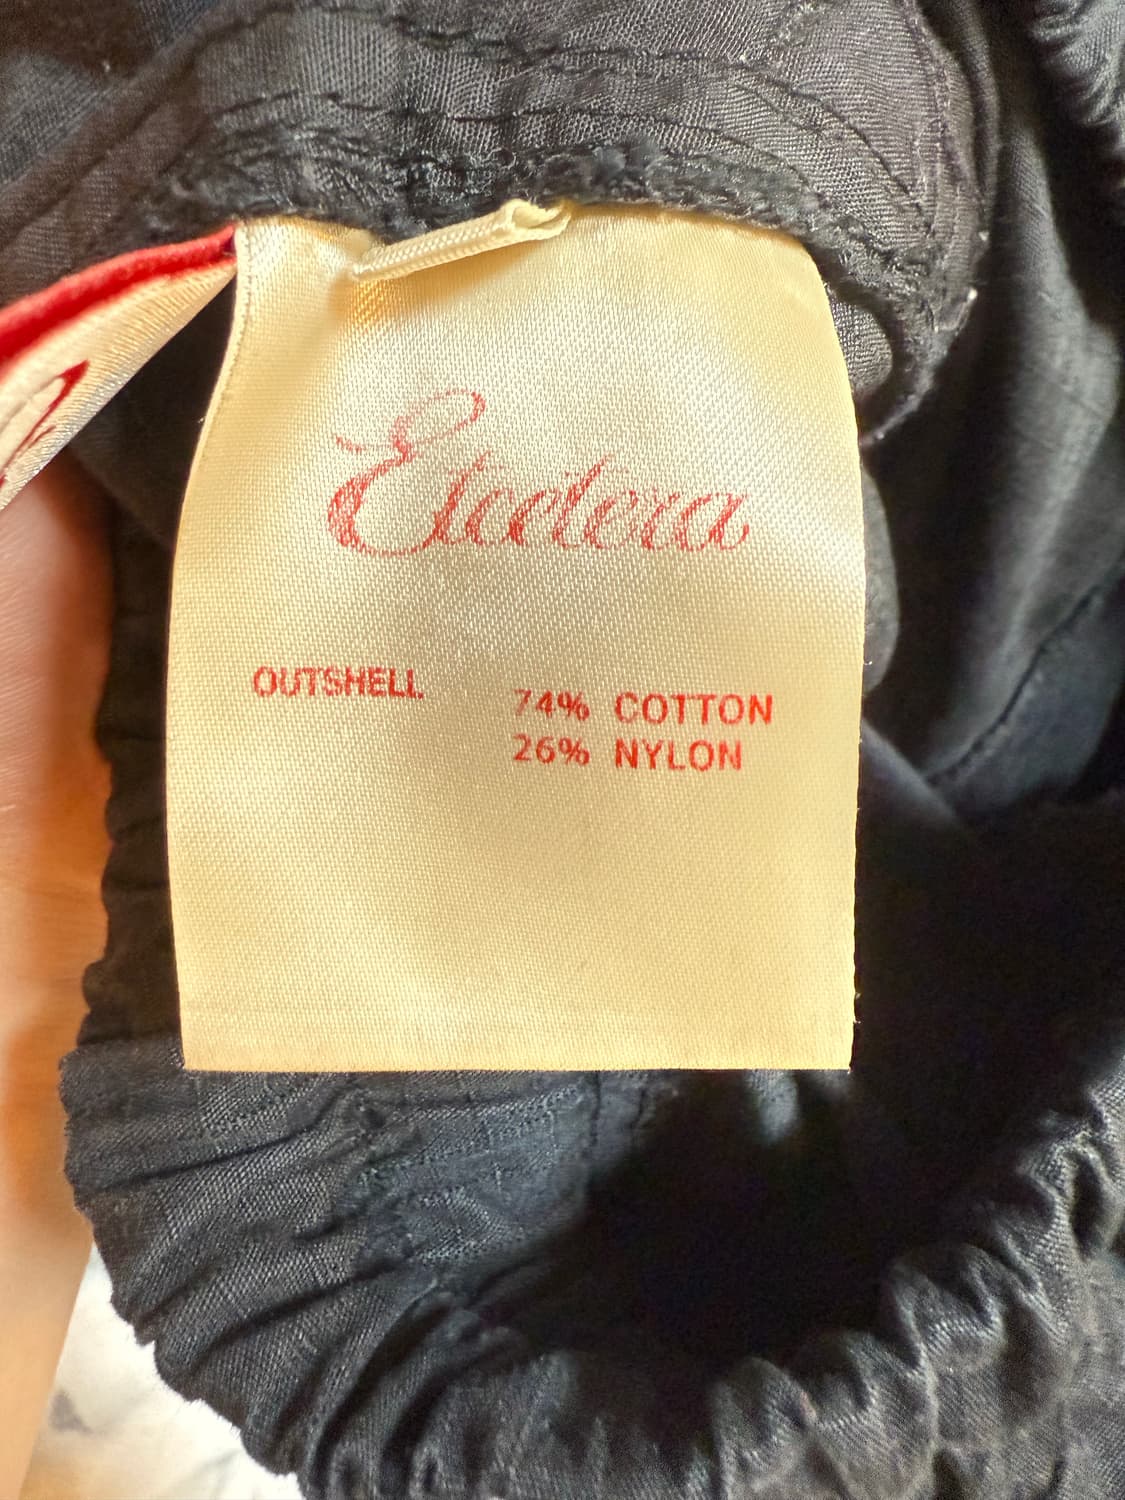 Etcetera
OUTSHELL
74% COTTON
26% NYLON